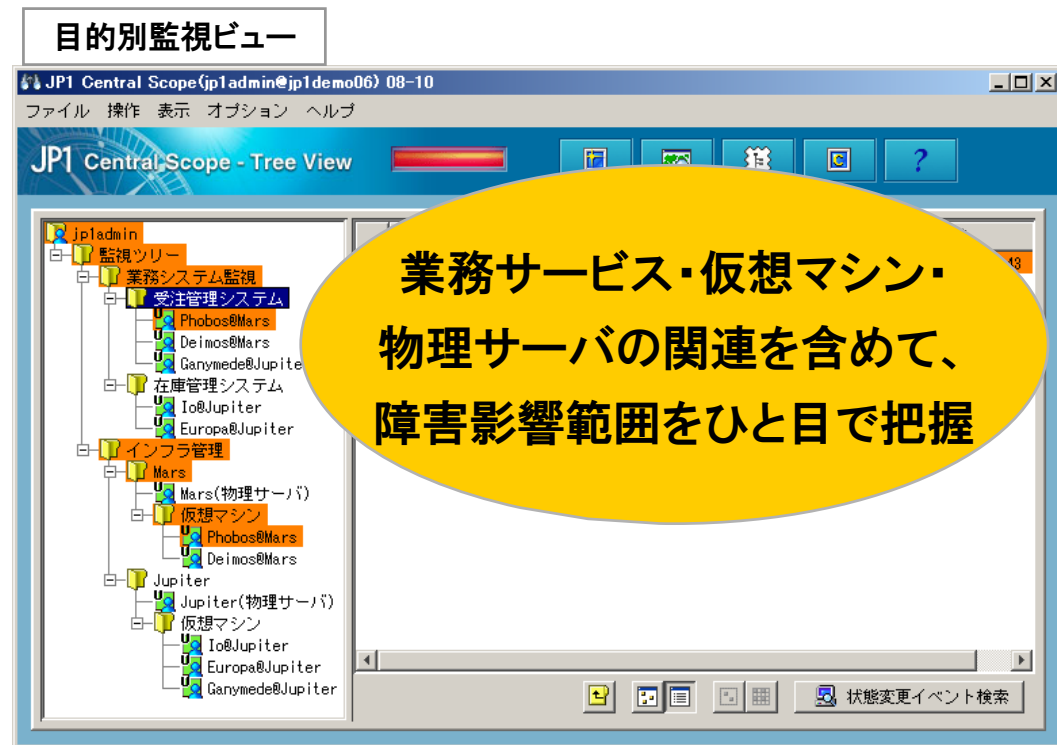 目的別監視ビュー
JP1 Central Scope(jp1admin@jp1demo06) 08-10
ファイル 操作 表示 オプション ヘルプ
JP1 Central Scope - Tree View
jp1admin
監視ツリー
業務システム監視
受注管理システム
Phobos@Mars
Deimos@Mars
Ganymede@Jupite
在庫管理システム
Io@Jupiter
Europa@Jupiter
インフラ管理
Mars
Mars(物理サーバ)
仮想マシン
Phobos@Mars
Deimos@Mars
Jupiter
Jupiter(物理サーバ)
仮想マシン
Io@Jupiter
Europa@Jupiter
Ganymede@Jupiter
43
業務サービス・仮想マシン・
物理サーバの関連を含めて、
障害影響範囲をひと目で把握
状態変更イベント検索